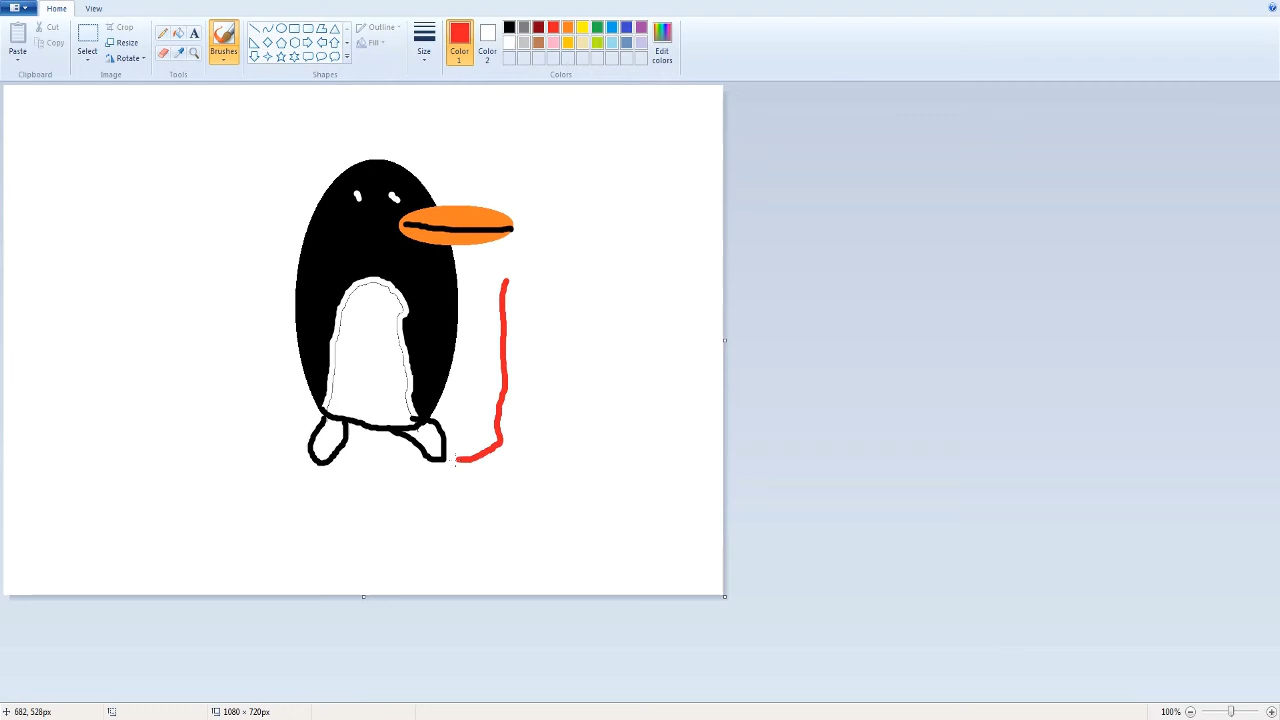 Home View
Cut
Copy
Paste
Clipboard
Crop
Resize
Rotate
Select
Image
A
Tools
Brushes
Outline
Fill
Shapes
Size
Color
1
Color
2
Edit
colors
Colors
682, 528px
1080 × 720px
100%